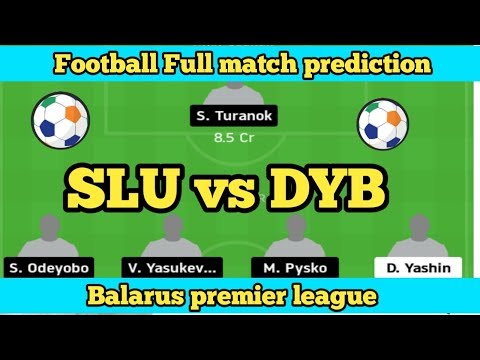 Football Full match prediction
S. Turanok
8.5 Cr
SLU vs DYB
S. Odeyobo
V. Yasukev...
M. Pysko
D. Yashin
Balarus premier league